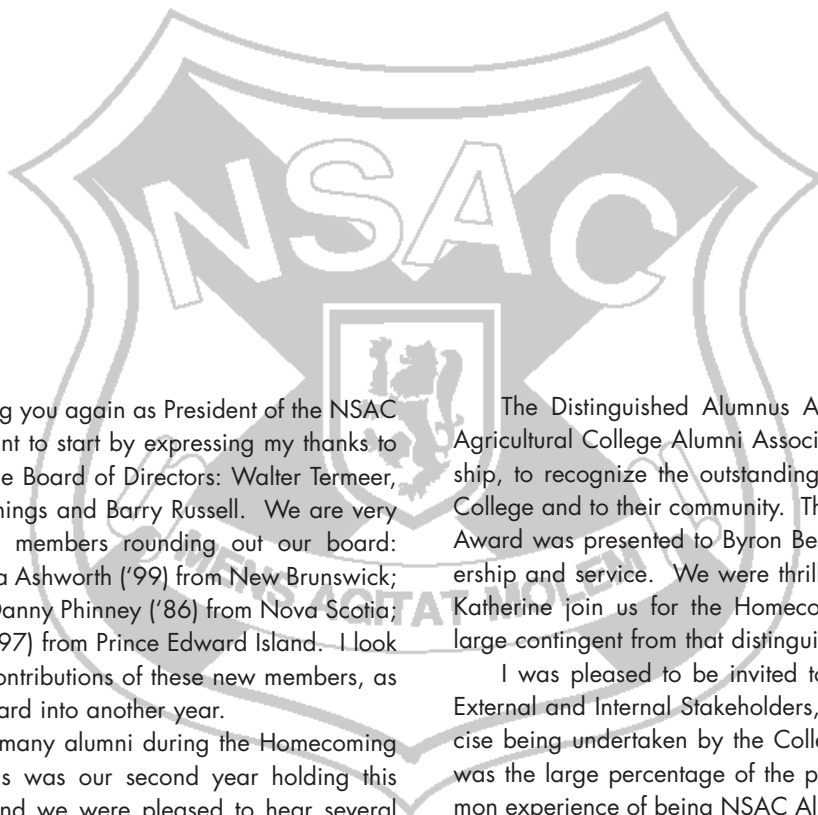 NSAC
MENS AGITAT MOLEM
g you again as President of the NSAC
nt to start by expressing my thanks to
e Board of Directors: Walter Termeer,
nings and Barry Russell. We are very
members rounding out our board:
a Ashworth ('99) from New Brunswick;
Danny Phinney ('86) from Nova Scotia;
97) from Prince Edward Island. I look
ontributions of these new members, as
ard into another year.
many alumni during the Homecoming
s was our second year holding this
nd we were pleased to hear several
The Distinguished Alumnus A
Agricultural College Alumni Associ
ship, to recognize the outstanding
College and to their community. Th
Award was presented to Byron Be
ership and service. We were thrill
Katherine join us for the Homeco
large contingent from that distingui
I was pleased to be invited to
External and Internal Stakeholders,
cise being undertaken by the Colle
was the large percentage of the p
mon experience of being NSAC Al